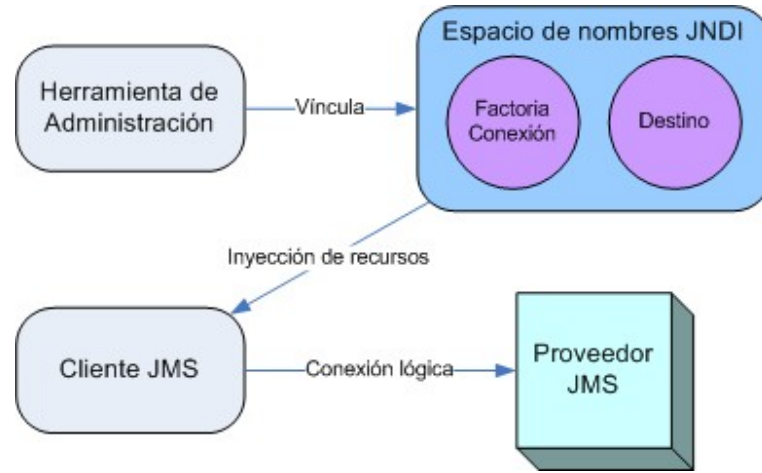 Espacio de nombres JNDI
Herramienta de
Administración
Víncula
Factoria
Conexión
Destino
Inyección de recursos
Cliente JMS
Conexión lógica
Proveedor
JMS